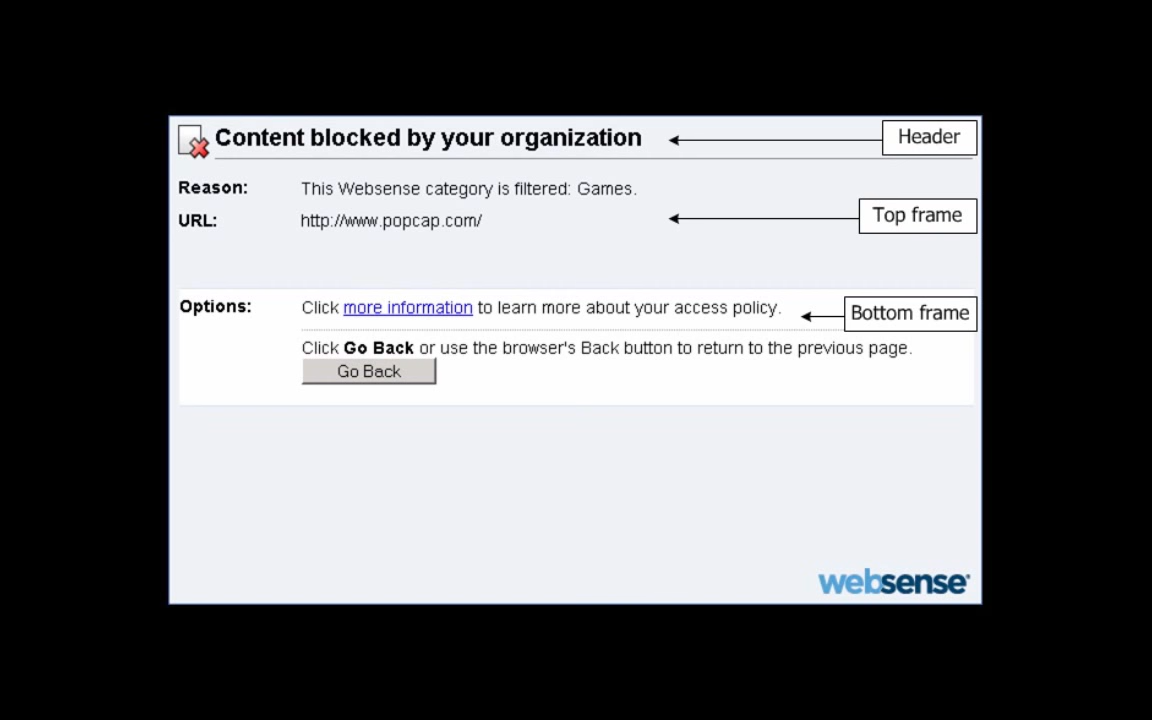 Content blocked by your organization
Header
Reason: This Websense category is filtered: Games.
URL: http://www.popcap.com/
Top frame
Options: Click more information to learn more about your access policy.
Bottom frame
Click Go Back or use the browser's Back button to return to the previous page.
Go Back
websense